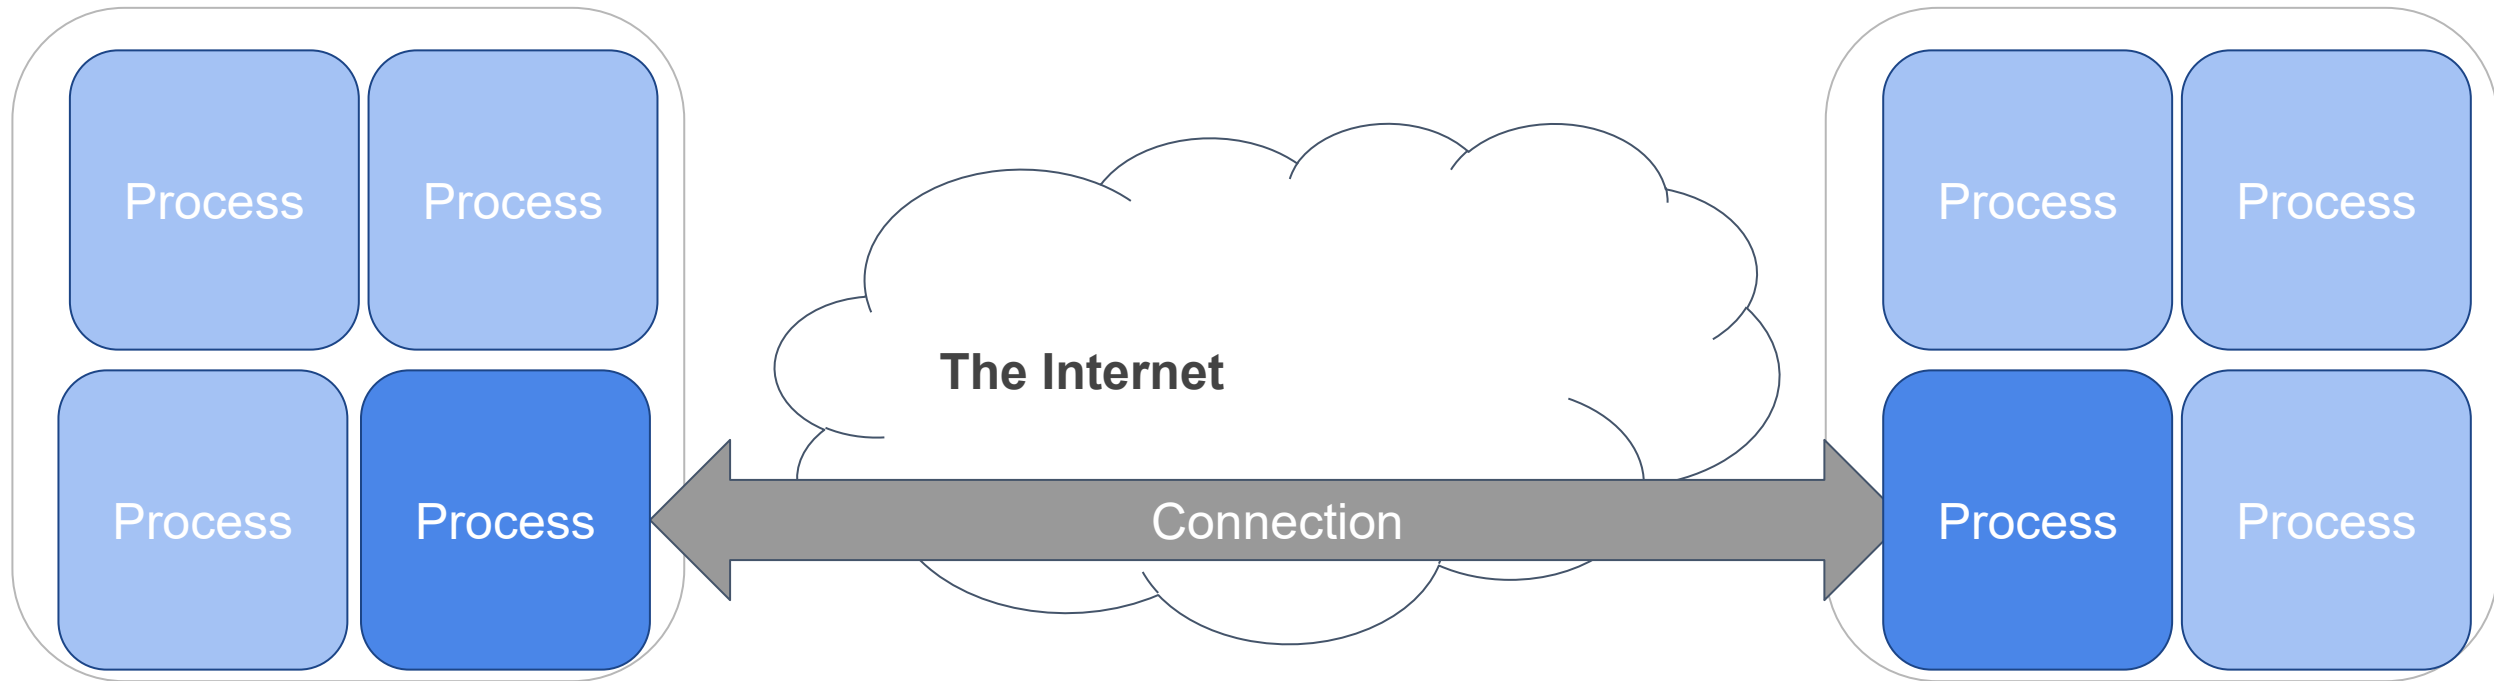 Process
Process
Process
Process
The Internet
Connection
Process
Process
Process
Process